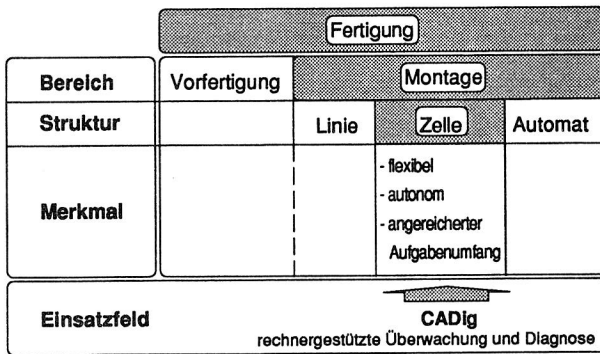 Fertigung
Bereich Vorfertigung Montage
Struktur Linie Zelle Automat
Merkmal
- flexibel
- autonom
- angereicherter
Aufgabenumfang
Einsatzfeld CADig
rechnergestützte Überwachung und Diagnose